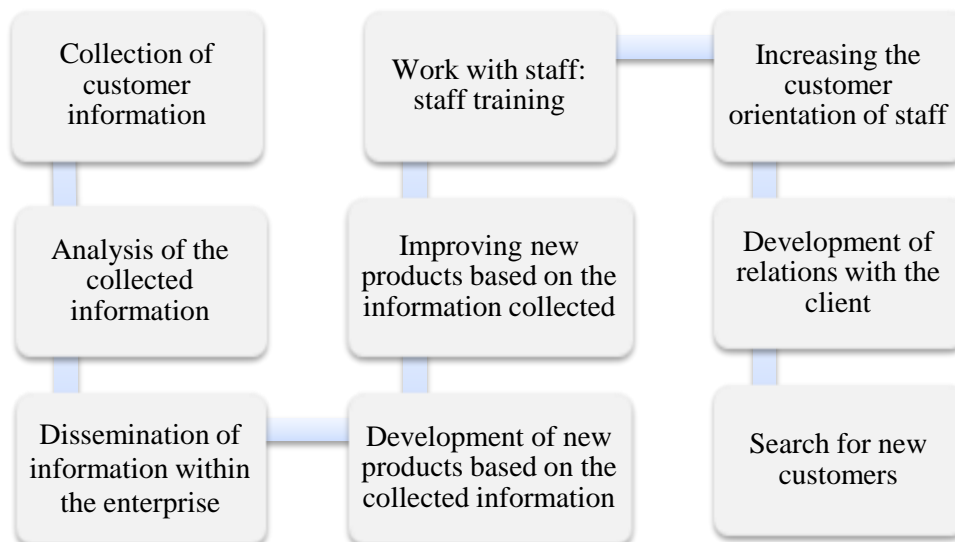 Collection of
customer
information
Analysis of the
collected
information
Dissemination of
information within
the enterprise
Development of new
products based on the
collected information
Improving new
products based on the
information collected
Work with staff:
staff training
Increasing the
customer
orientation of staff
Development of
relations with the
client
Search for new
customers